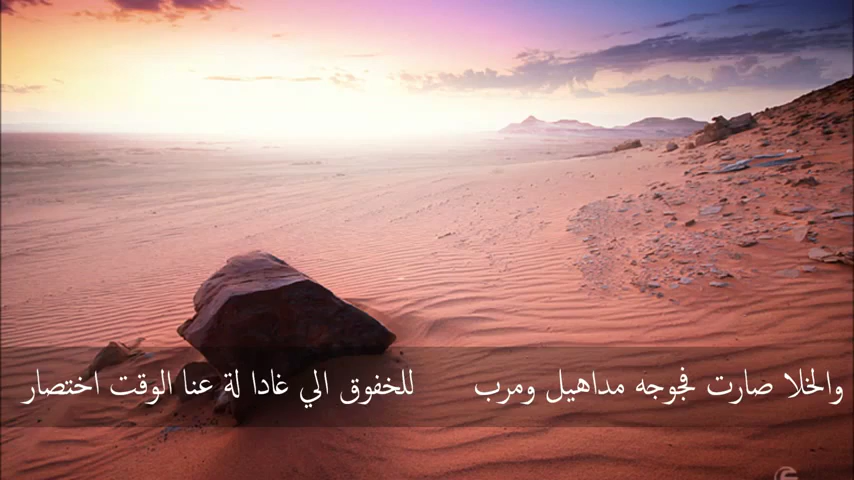 والخلا صارت فجوجه مداهيل ومرب للخفوق الي غادا لة عنا الوقت اختصار